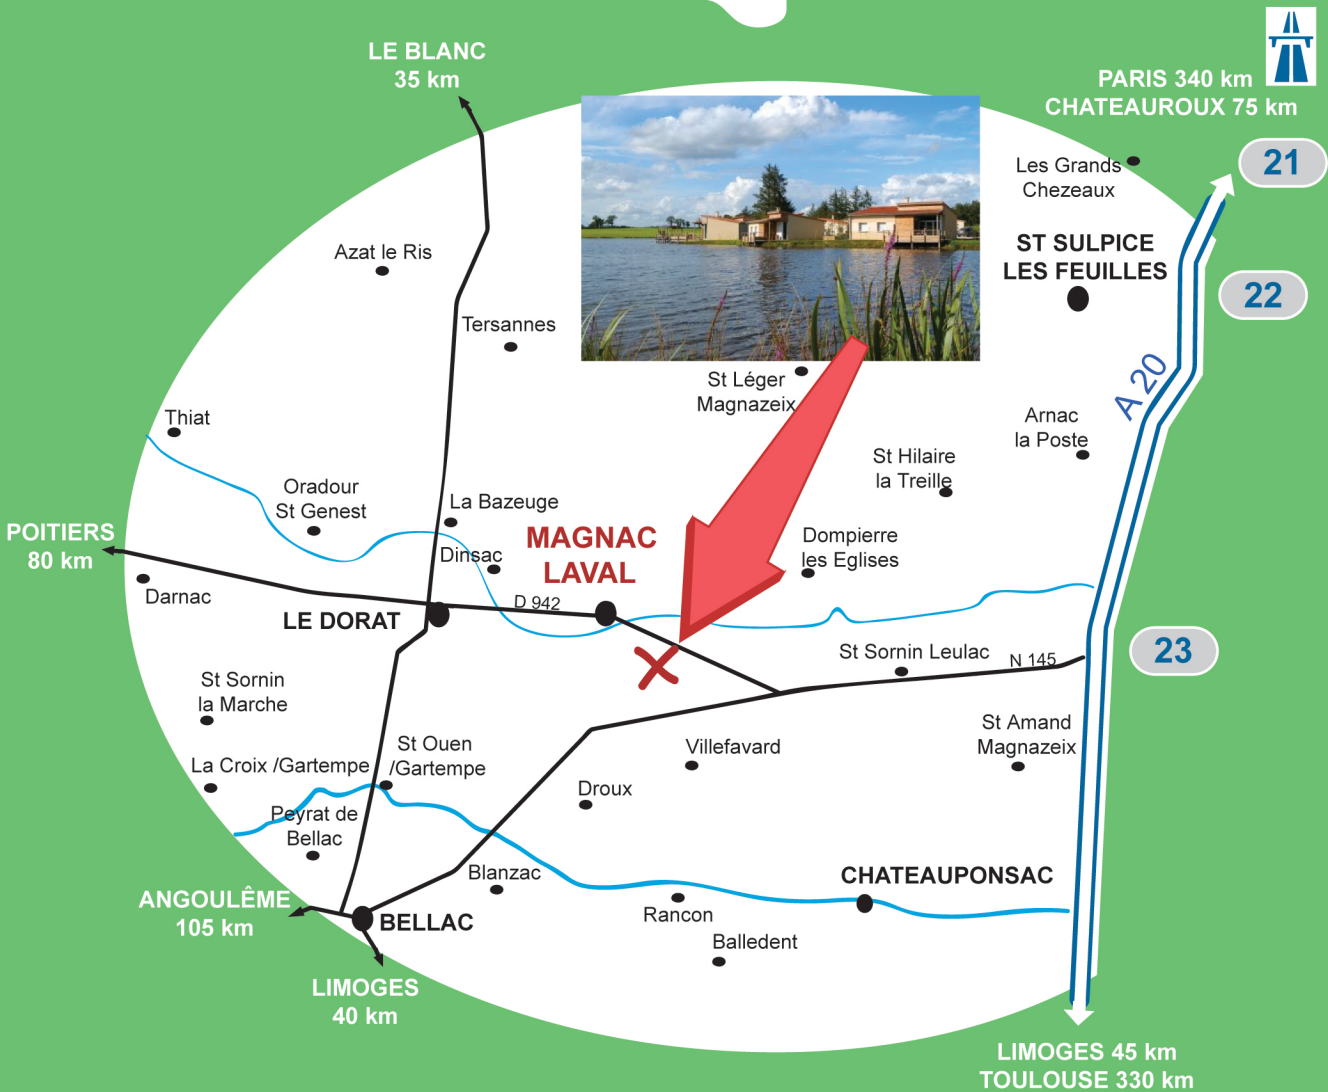 LE BLANC
35 km
PARIS 340 km
CHATEAUROUX 75 km
21
Les Grands
Chezeaux
ST SULPICE
LES FEUILLES
22
Azat le Ris
Tersannes
St Léger
Magnazeix
A 20
Thiat
Arnac
la Poste
St Hilaire
la Treille
Oradour
St Genest
La Bazeuge
POITIERS
80 km
Dinsac
MAGNAC
LAVAL
Dompierre
les Eglises
Darnac
LE DORAT
D 942
St Sornin Leulac
N 145
23
St Sornin
la Marche
St Amand
Magnazeix
La Croix /Gartempe
St Ouen
/Gartempe
Villefavard
Droux
Peyrat de
Bellac
Blanzac
CHATEAUPONSAC
ANGOULÊME
105 km
BELLAC
Rancon
Balledent
LIMOGES
40 km
LIMOGES 45 km
TOULOUSE 330 km